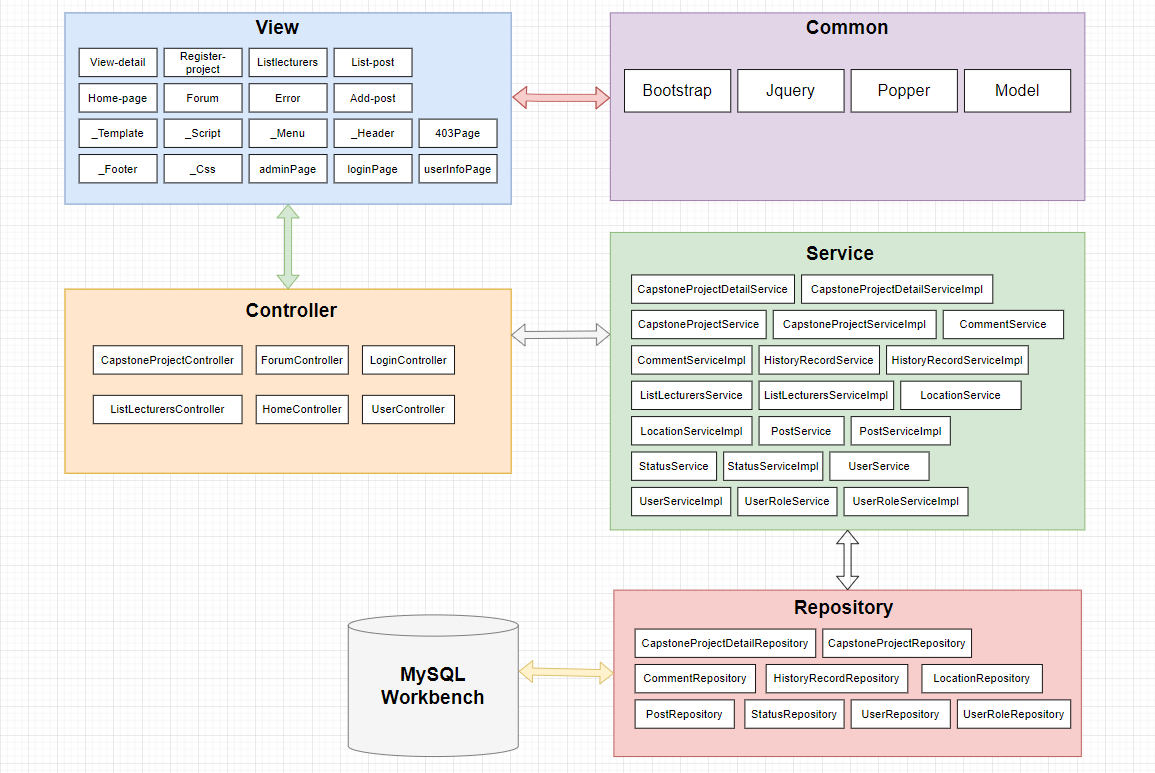 View
View-detail
Register-
project
Listlecturers
List-post
Home-page
Forum
Error
Add-post
_Template
_Script
_Menu
_Header
403Page
_Footer
_Css
adminPage
loginPage
userInfoPage
Common
Bootstrap
Jquery
Popper
Model
Controller
CapstoneProjectController
ForumController
LoginController
ListLecturersController
HomeController
UserController
Service
CapstoneProjectDetailService
CapstoneProjectDetailServiceImpl
CapstoneProjectService
CapstoneProjectServiceImpl
CommentService
CommentServiceImpl
HistoryRecordService
HistoryRecordServiceImpl
ListLecturersService
ListLecturersServiceImpl
LocationService
LocationServiceImpl
PostService
PostServiceImpl
StatusService
StatusServiceImpl
UserService
UserServiceImpl
UserRoleService
UserRoleServiceImpl
MySQL
Workbench
Repository
CapstoneProjectDetailRepository
CapstoneProjectRepository
CommentRepository
HistoryRecordRepository
LocationRepository
PostRepository
StatusRepository
UserRepository
UserRoleRepository